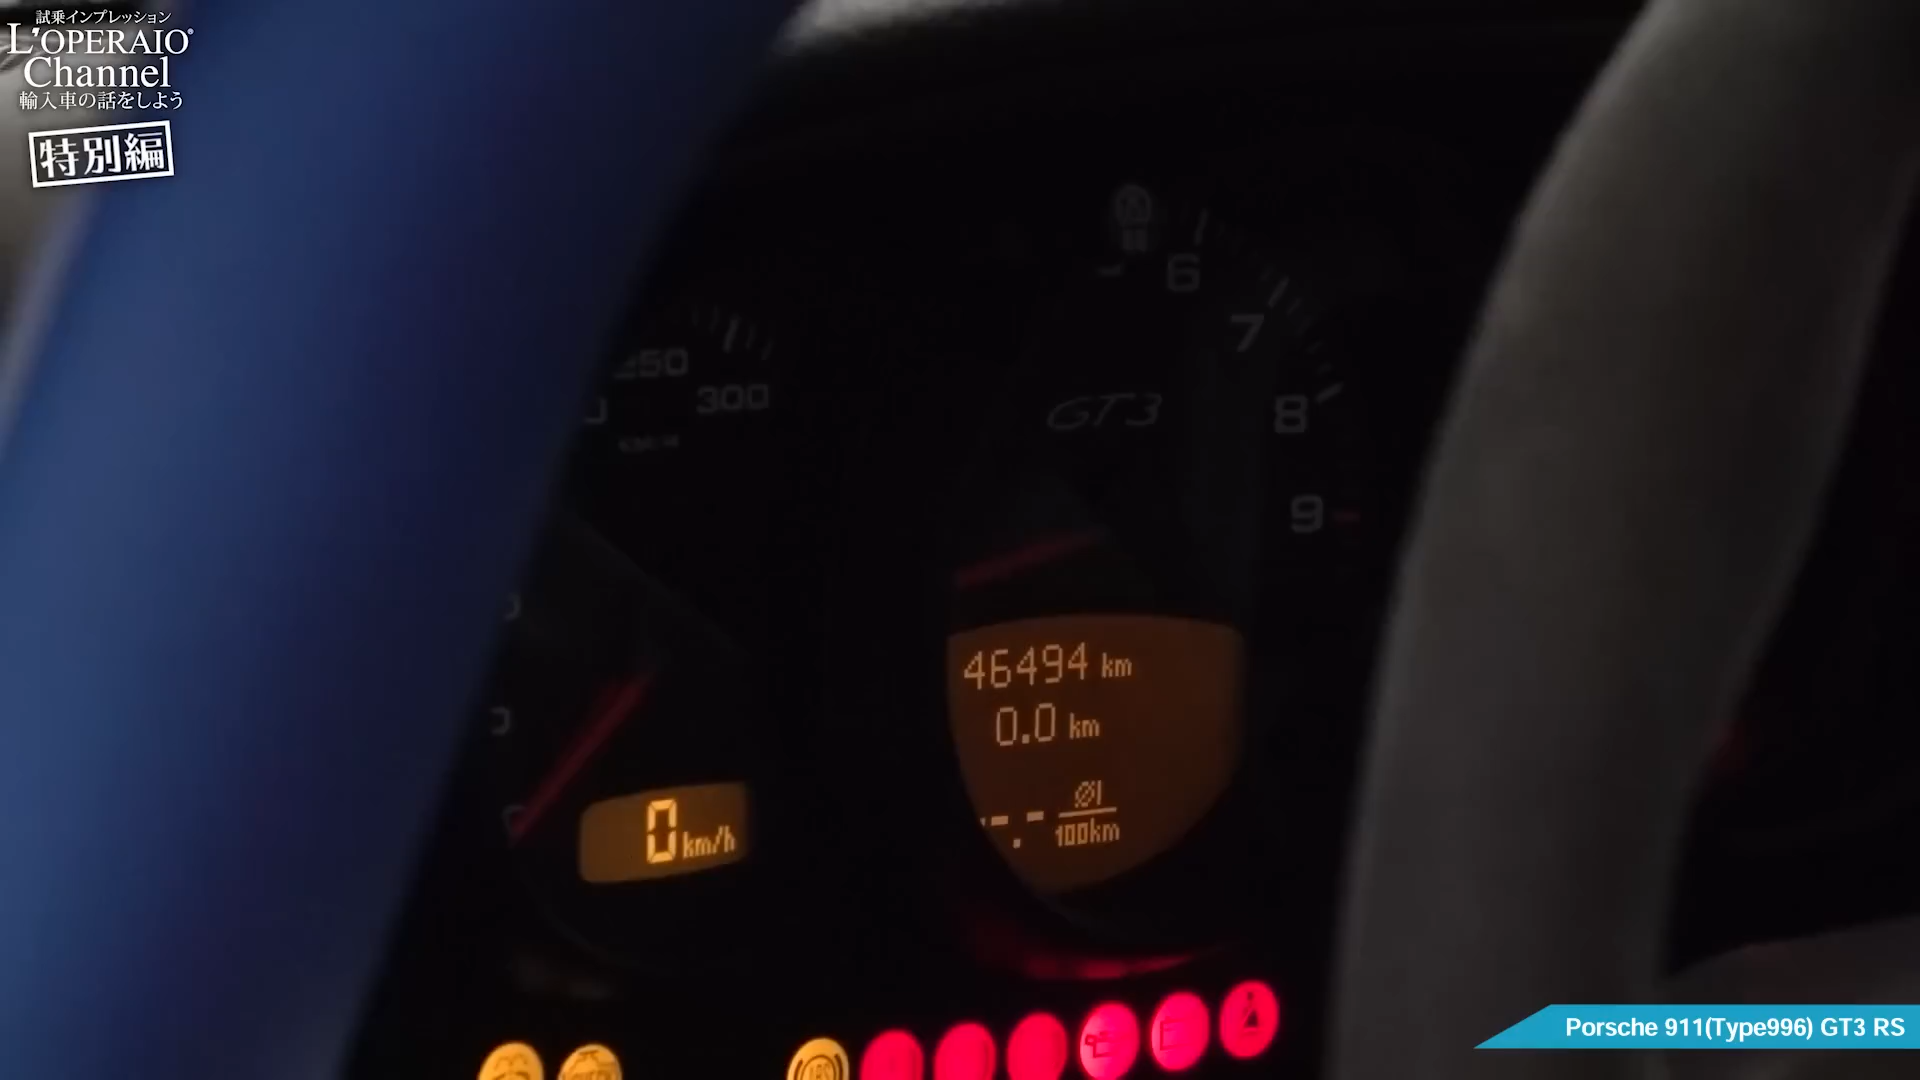 試乗インプレッション
L'OPERAIO®
Channel
輸入車の話をしよう
特別編
6
7
250
300
GT3
8
9
46494 km
0.0 km
-.- Øl
100km
0 km/h
ABS
Porsche 911(Type996) GT3 RS